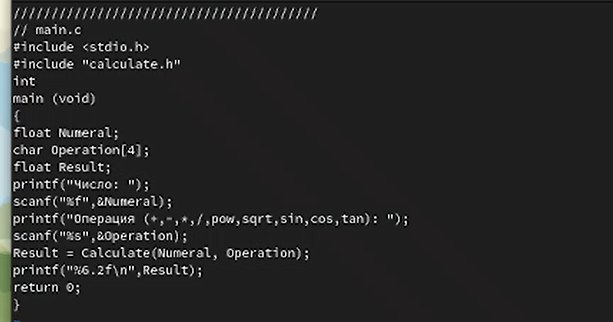 ////////////////////////////////////////
// main.c
#include <stdio.h>
#include "calculate.h"
int
main (void)
{
float Numeral;
char Operation[4];
float Result;
printf("Число: ");
scanf("%f",&Numeral);
printf("Операция (+,-,*,/,pow,sqrt,sin,cos,tan): ");
scanf("%s",&Operation);
Result = Calculate(Numeral, Operation);
printf("%6.2f\n",Result);
return 0;
}